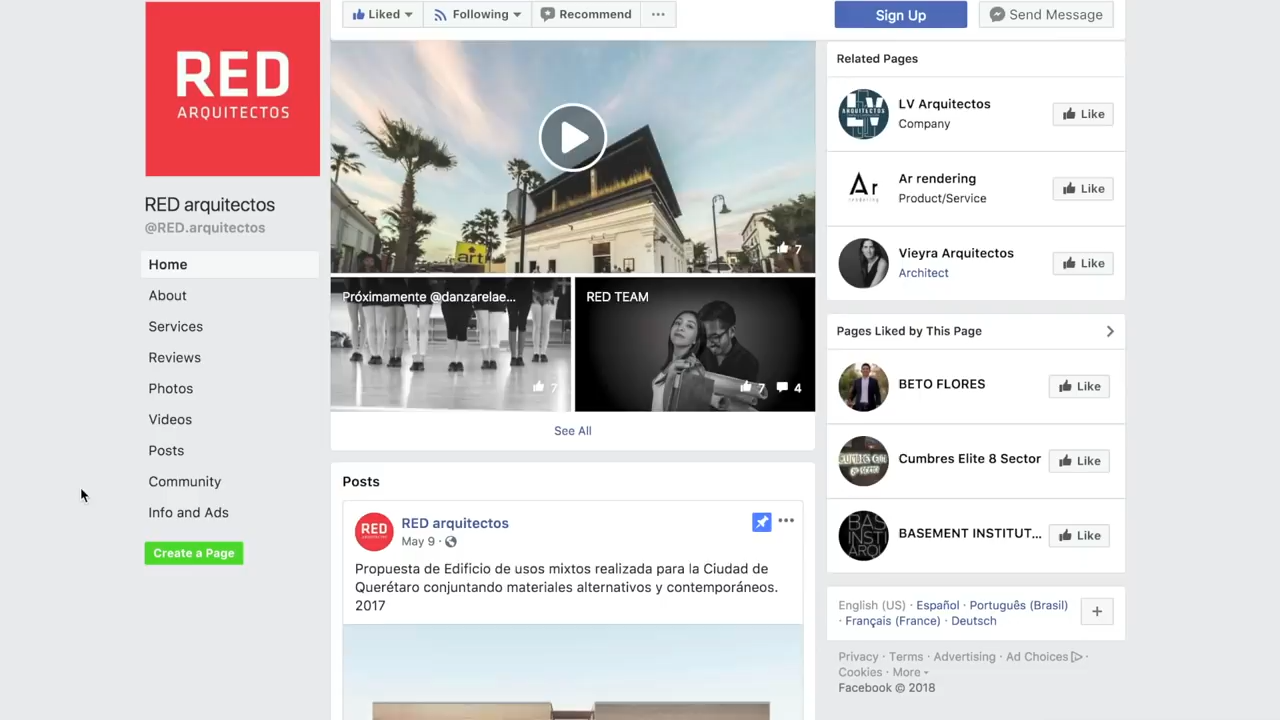 Liked
Following
Recommend
Sign Up
Send Message
RED
ARQUITECTOS
RED arquitectos
@RED.arquitectos
Home
About
Services
Reviews
Photos
Videos
Posts
Community
Info and Ads
Create a Page
art
7
Próximamente @danzarelae...
7
RED TEAM
7 4
See All
Posts
RED
RED arquitectos
May 9 ·
Propuesta de Edificio de usos mixtos realizada para la Ciudad de
Querétaro conjuntando materiales alternativos y contemporáneos.
2017
Related Pages
LV Arquitectos
Company
Like
Ar
rendering
Ar rendering
Product/Service
Like
Vieyra Arquitectos
Architect
Like
Pages Liked by This Page
BETO FLORES
Like
Cumbres Elite 8 Sector
Like
BASEMENT INSTITUT...
Like
English (US) · Español · Português (Brasil)
· Français (France) · Deutsch
Privacy · Terms · Advertising · Ad Choices ·
Cookies · More
Facebook © 2018